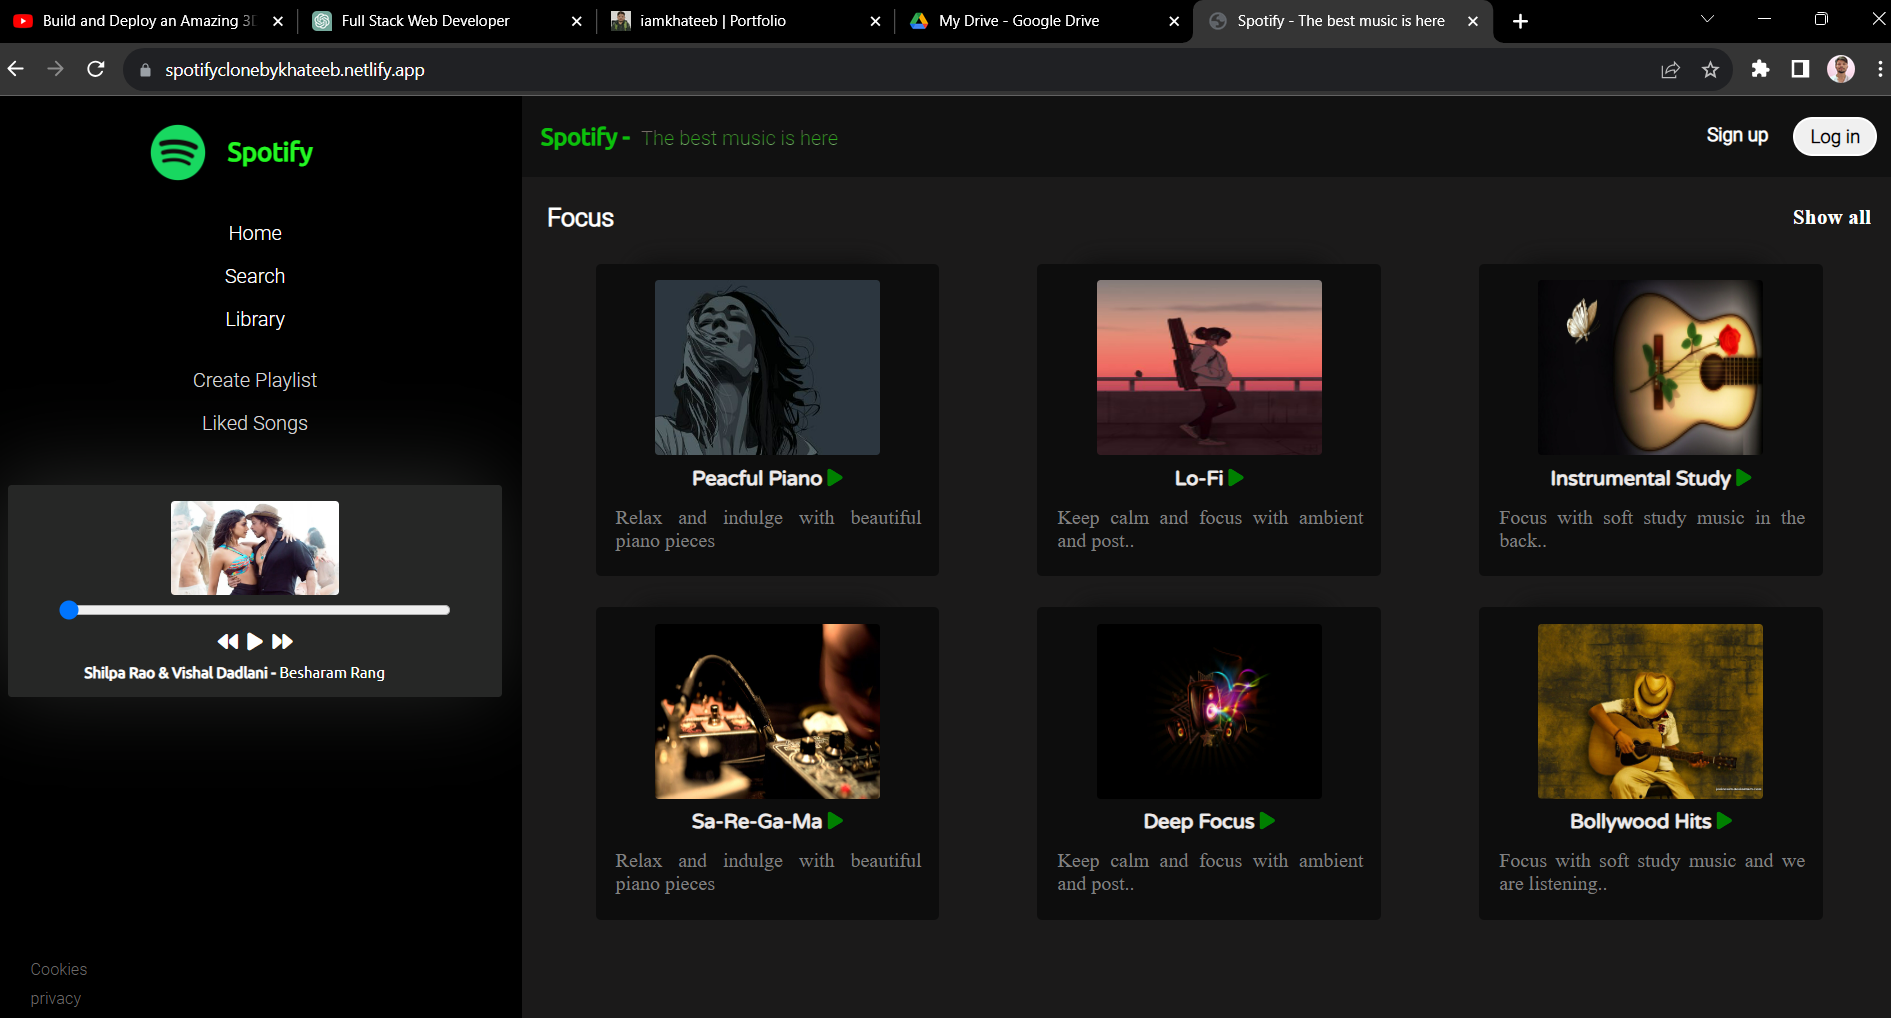 Build and Deploy an Amazing 3D
Full Stack Web Developer
iamkhateeb | Portfolio
My Drive - Google Drive
Spotify - The best music is here
spotifyclonebykhateeb.netlify.app
Spotify
Home
Search
Library
Create Playlist
Liked Songs
Shilpa Rao & Vishal Dadlani - Besharam Rang
Cookies
privacy
Spotify - The best music is here
Sign up
Log in
Focus
Show all
Peacful Piano
Relax and indulge with beautiful
piano pieces
Lo-Fi
Keep calm and focus with ambient
and post..
Instrumental Study
Focus with soft study music in the
back..
Sa-Re-Ga-Ma
Relax and indulge with beautiful
piano pieces
Deep Focus
Keep calm and focus with ambient
and post..
Bollywood Hits
Focus with soft study music and we
are listening..